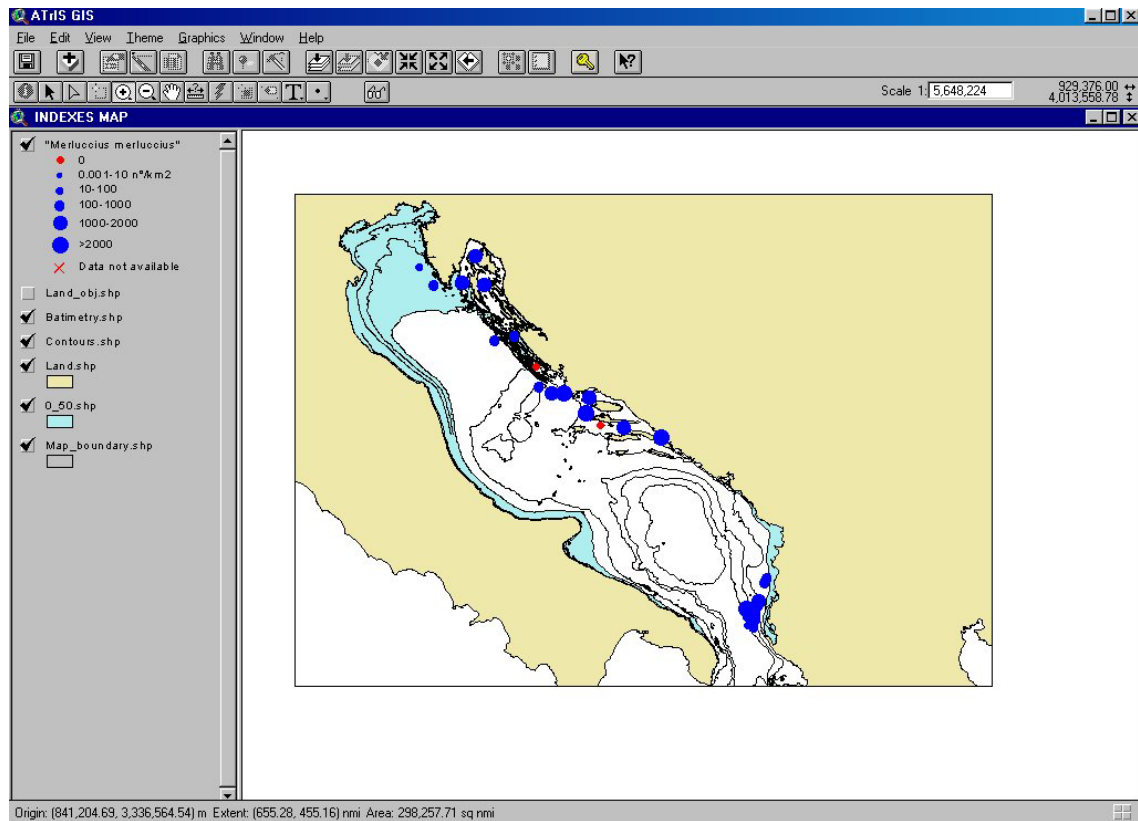 ATrIS GIS
File Edit View Theme Graphics Window Help
Scale 1: 5,648,224
929,376.00
4,013,558.78
INDEXES MAP
"Merluccius merluccius"
0
0.001-10 n°/km2
10-100
100-1000
1000-2000
>2000
Data not available
Land_obj.shp
Batimetry.shp
Contours.shp
Land.shp
0_50.shp
Map_boundary.shp
Origin: (841,204.69, 3,336,564.54) m Extent: (655.28, 455.16) nmi Area: 298,257.71 sq nmi